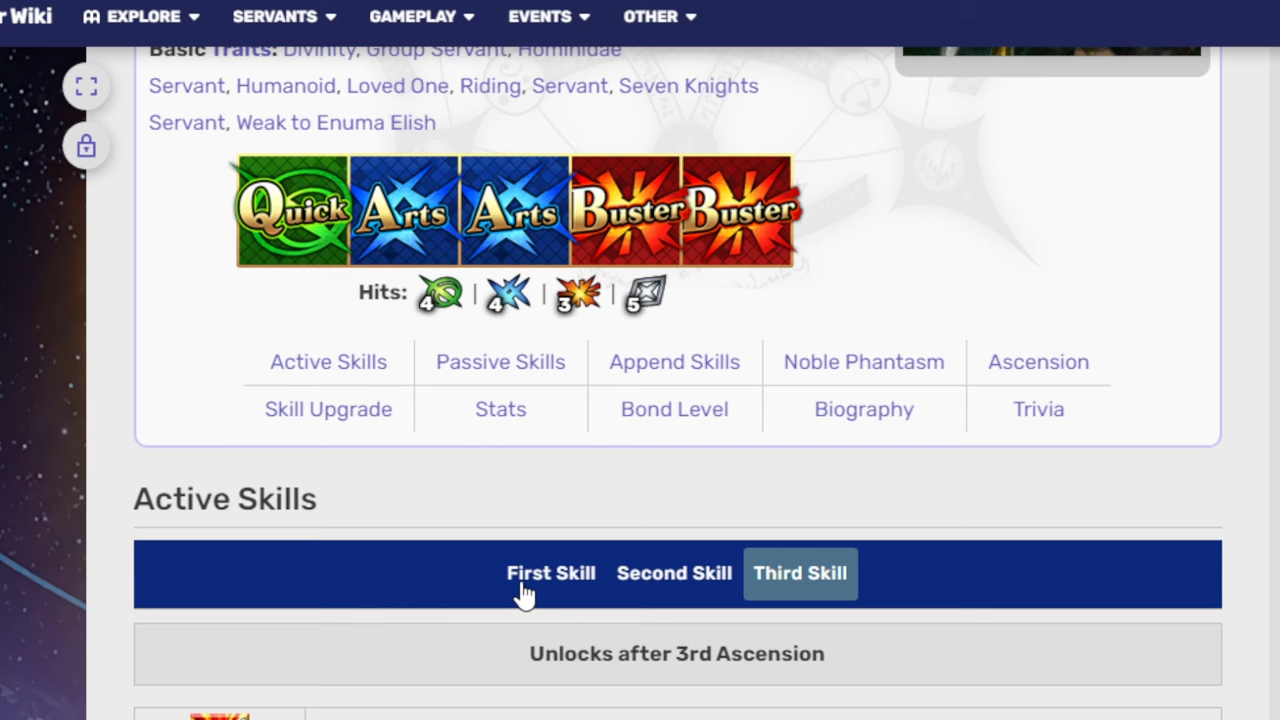 r Wiki EXPLORE SERVANTS GAMEPLAY EVENTS OTHER
Basic Traits: Divinity, Group Servant, Hominidae
Servant, Humanoid, Loved One, Riding, Servant, Seven Knights
Servant, Weak to Enuma Elish
Quick Arts Arts Buster Buster
Hits: 4 | 4 | 3 | 5
Active Skills Passive Skills Append Skills Noble Phantasm Ascension
Skill Upgrade Stats Bond Level Biography Trivia
Active Skills
First Skill Second Skill Third Skill
Unlocks after 3rd Ascension